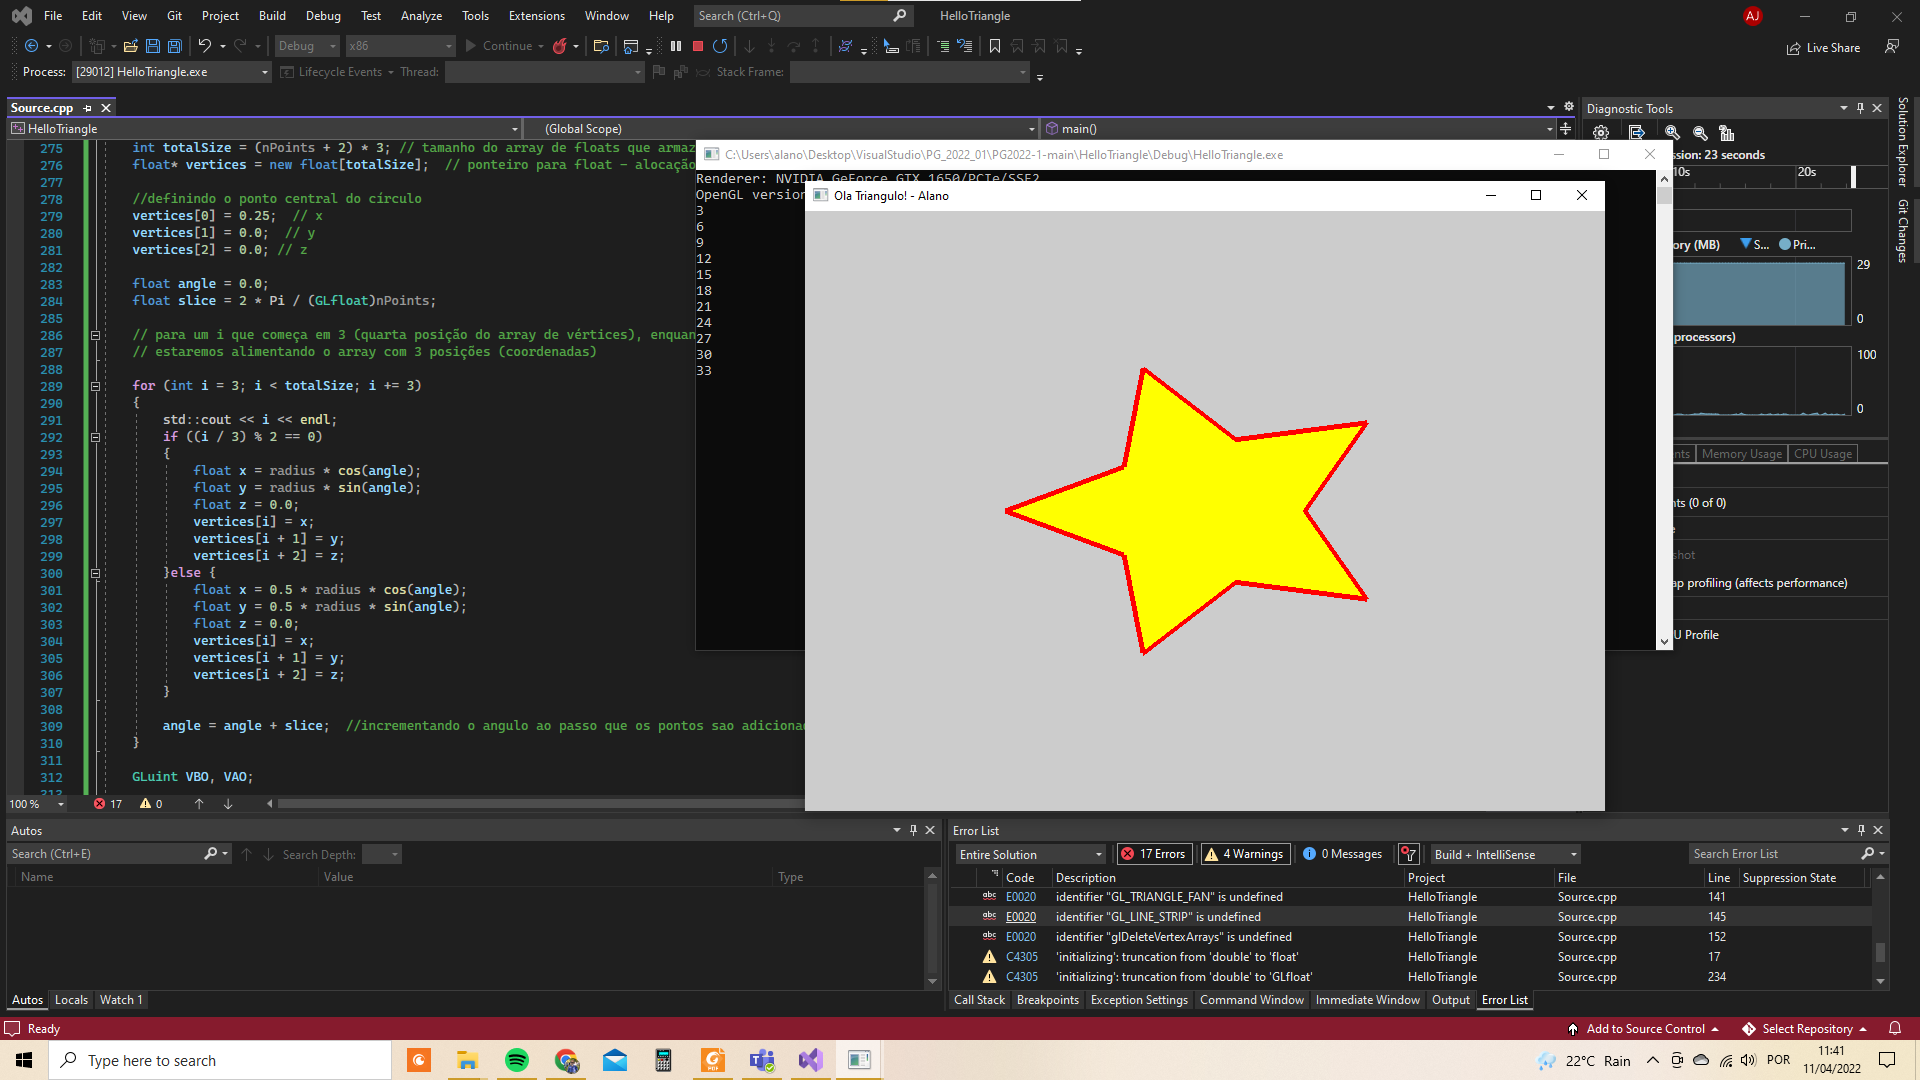 File Edit View Git Project Build Debug Test Analyze Tools Extensions Window Help Search (Ctrl+Q) HelloTriangle AJ
Debug x86 Continue Live Share
Process: [29012] HelloTriangle.exe Lifecycle Events Thread: Stack Frame:
Source.cpp
HelloTriangle (Global Scope) main()
275 int totalSize = (nPoints + 2) * 3; // tamanho do array de floats que armaz
276 float* vertices = new float[totalSize]; // ponteiro para float - alocação
277
278 //definindo o ponto central do círculo
279 vertices[0] = 0.25; // x
280 vertices[1] = 0.0; // y
281 vertices[2] = 0.0; // z
282
283 float angle = 0.0;
284 float slice = 2 * Pi / (GLfloat)nPoints;
285
286 // para um i que começa em 3 (quarta posição do array de vértices), enquan
287 // estaremos alimentando o array com 3 posições (coordenadas)
288
289 for (int i = 3; i < totalSize; i += 3)
290 {
291 std::cout << i << endl;
292 if ((i / 3) % 2 == 0)
293 {
294 float x = radius * cos(angle);
295 float y = radius * sin(angle);
296 float z = 0.0;
297 vertices[i] = x;
298 vertices[i + 1] = y;
299 vertices[i + 2] = z;
300 }else {
301 float x = 0.5 * radius * cos(angle);
302 float y = 0.5 * radius * sin(angle);
303 float z = 0.0;
304 vertices[i] = x;
305 vertices[i + 1] = y;
306 vertices[i + 2] = z;
307 }
308
309 angle = angle + slice; //incrementando o angulo ao passo que os pontos sao adicionad
310 }
311
312 GLuint VBO, VAO;
313
100 % 17 0
C:\Users\alano\Desktop\VisualStudio\PG_2022_01\PG2022-1-main\HelloTriangle\Debug\HelloTriangle.exe
Renderer: NVIDIA GeForce GTX 1650/PCIe/SSE2
OpenGL version
3
6
9
12
15
18
21
24
27
30
33
Ola Triangulo! - Alano
Diagnostic Tools
ssion: 23 seconds
10s 20s
ory (MB) S... Pri...
29
0
processors)
100
0
nts Memory Usage CPU Usage
nts (0 of 0)
e
shot
ap profiling (affects performance)
U Profile
Solution Explorer
Git Changes
Autos
Search (Ctrl+E) Search Depth:
Name Value Type
Autos Locals Watch 1
Error List
Entire Solution 17 Errors 4 Warnings 0 Messages Build + IntelliSense Search Error List
Code Description Project File Line Suppression State
abc E0020 identifier "GL_TRIANGLE_FAN" is undefined HelloTriangle Source.cpp 141
abc E0020 identifier "GL_LINE_STRIP" is undefined HelloTriangle Source.cpp 145
abc E0020 identifier "glDeleteVertexArrays" is undefined HelloTriangle Source.cpp 152
C4305 'initializing': truncation from 'double' to 'float' HelloTriangle Source.cpp 17
C4305 'initializing': truncation from 'double' to 'GLfloat' HelloTriangle Source.cpp 234
Call Stack Breakpoints Exception Settings Command Window Immediate Window Output Error List
Ready Add to Source Control Select Repository
Type here to search 22°C Rain POR 11:41
11/04/2022